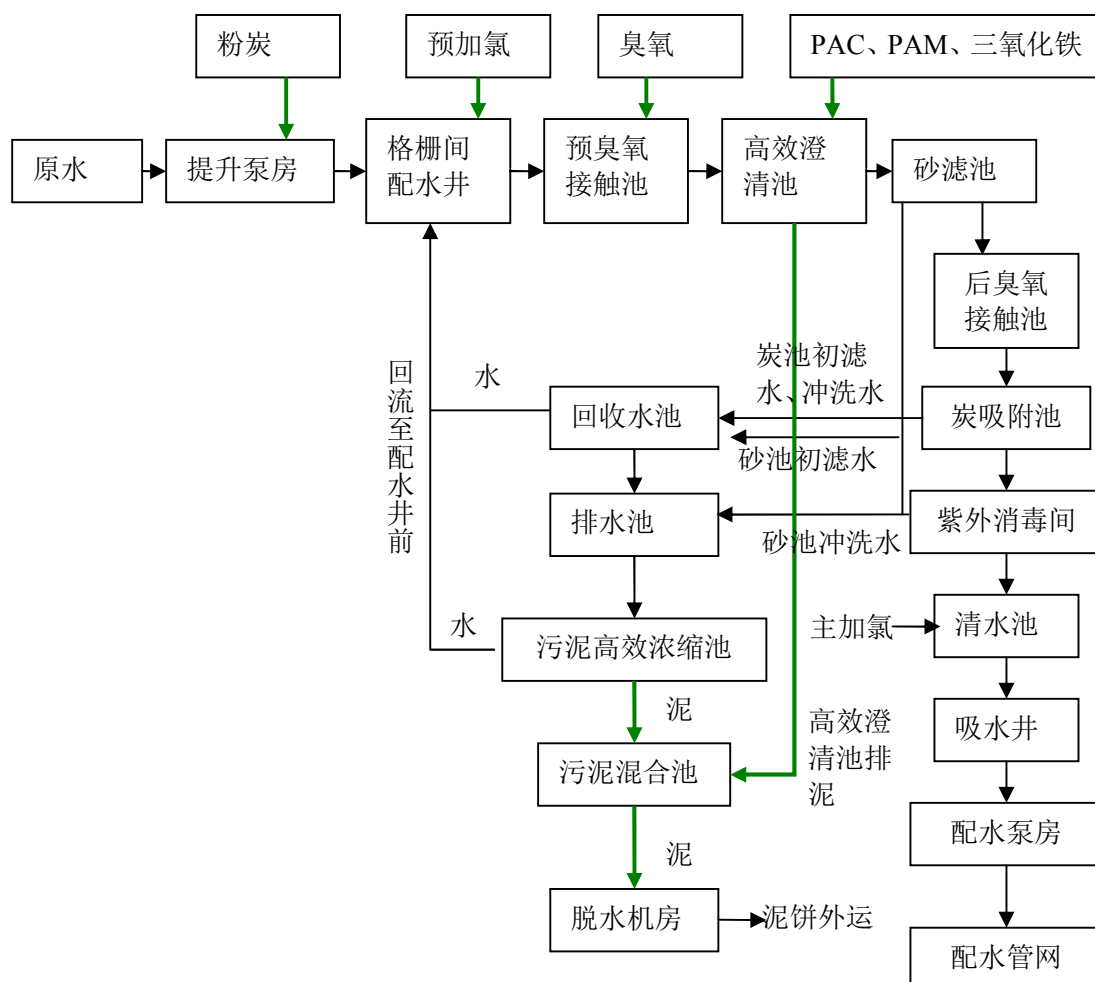 粉炭
预加氯
臭氧
PAC、PAM、三氧化铁
原水
提升泵房
格栅间
配水井
预臭氧
接触池
高效澄
清池
砂滤池
后臭氧
接触池
炭池初滤
水、冲洗水
水
回流至配水井前
回收水池
炭吸附池
砂池初滤水
排水池
紫外消毒间
砂池冲洗水
水
污泥高效浓缩池
主加氯
清水池
泥
高效澄
清池排
泥
吸水井
污泥混合池
配水泵房
泥
脱水机房
泥饼外运
配水管网